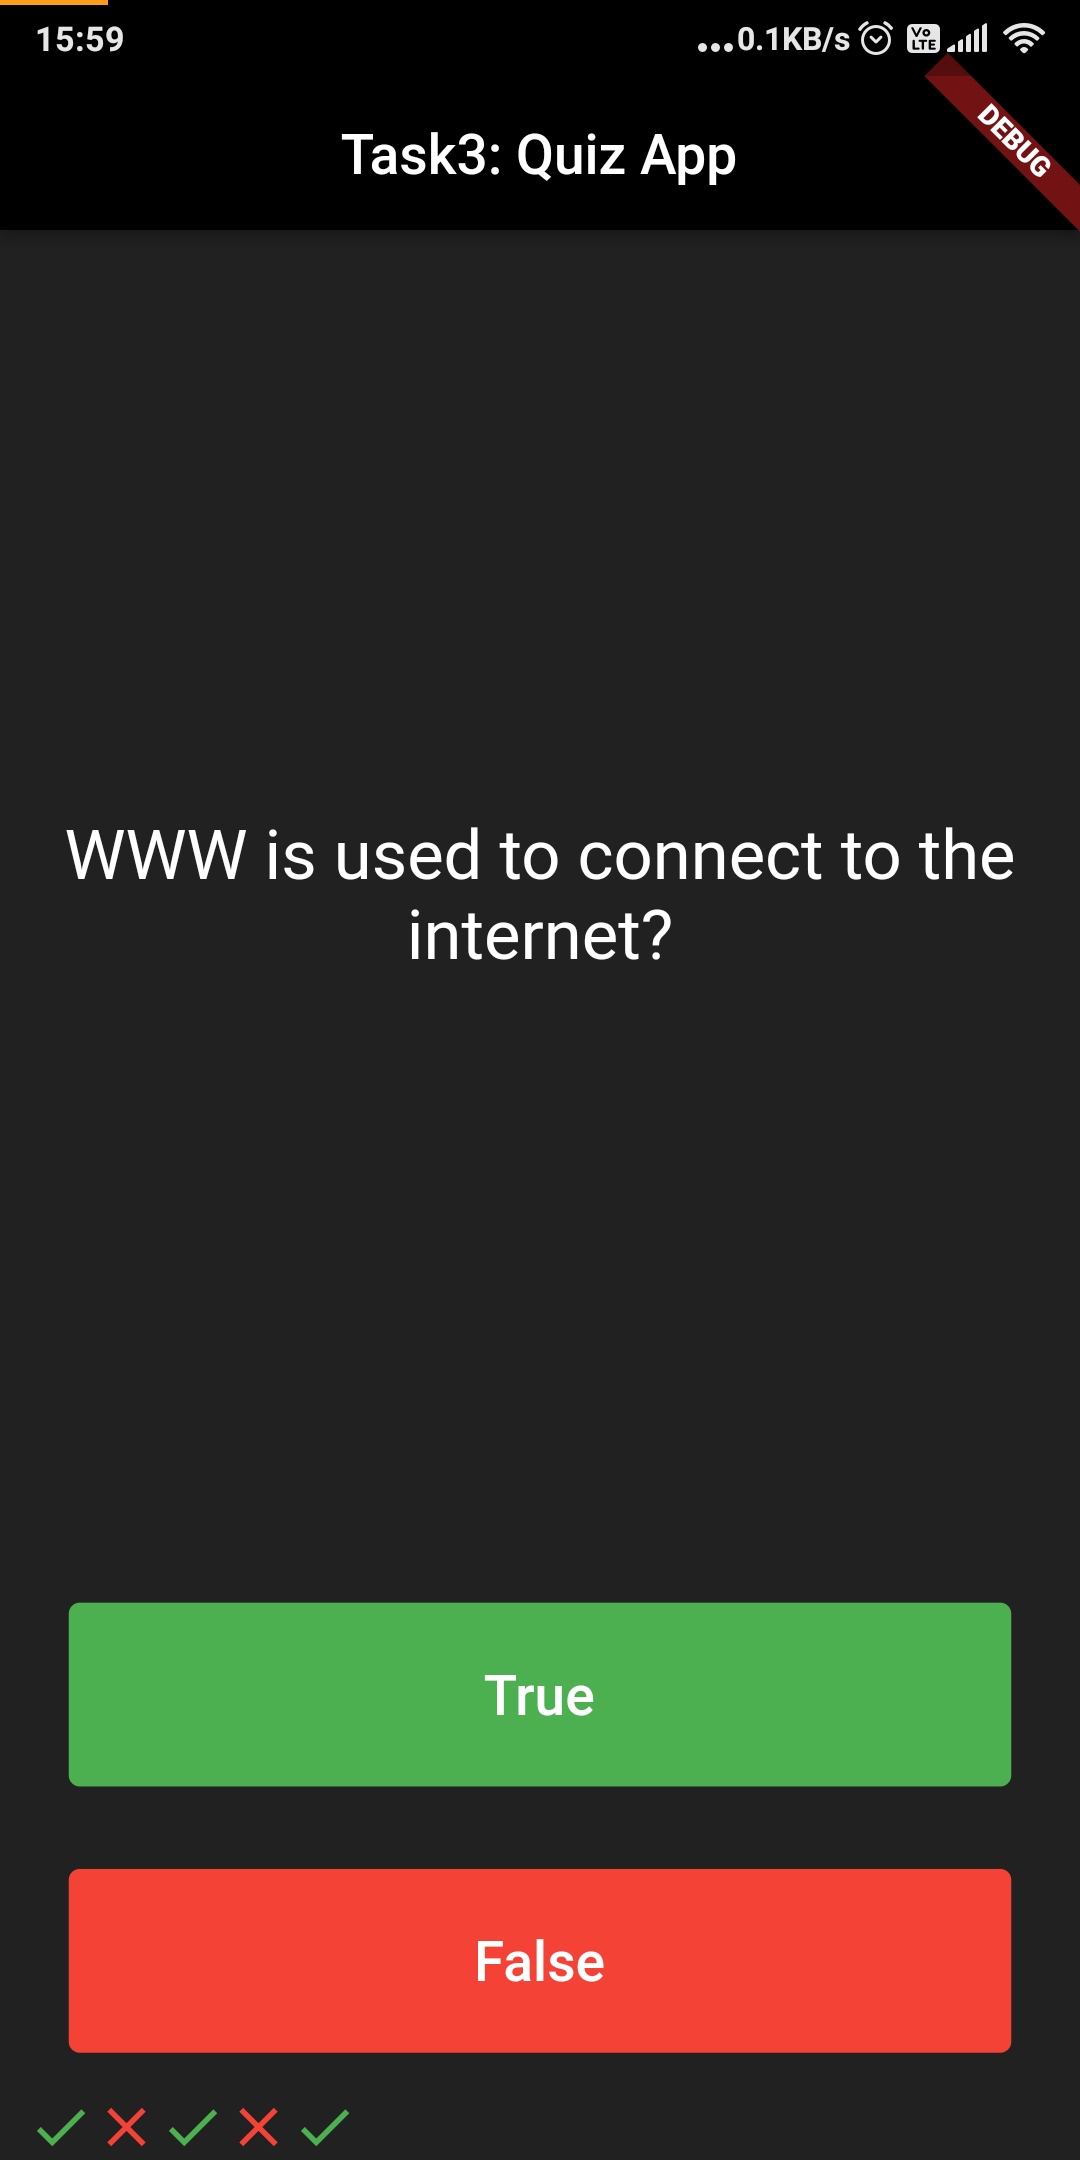 15:59
...0.1KB/s
Vo
LTE
DEBUG
Task3: Quiz App
WWW is used to connect to the
internet?
True
False